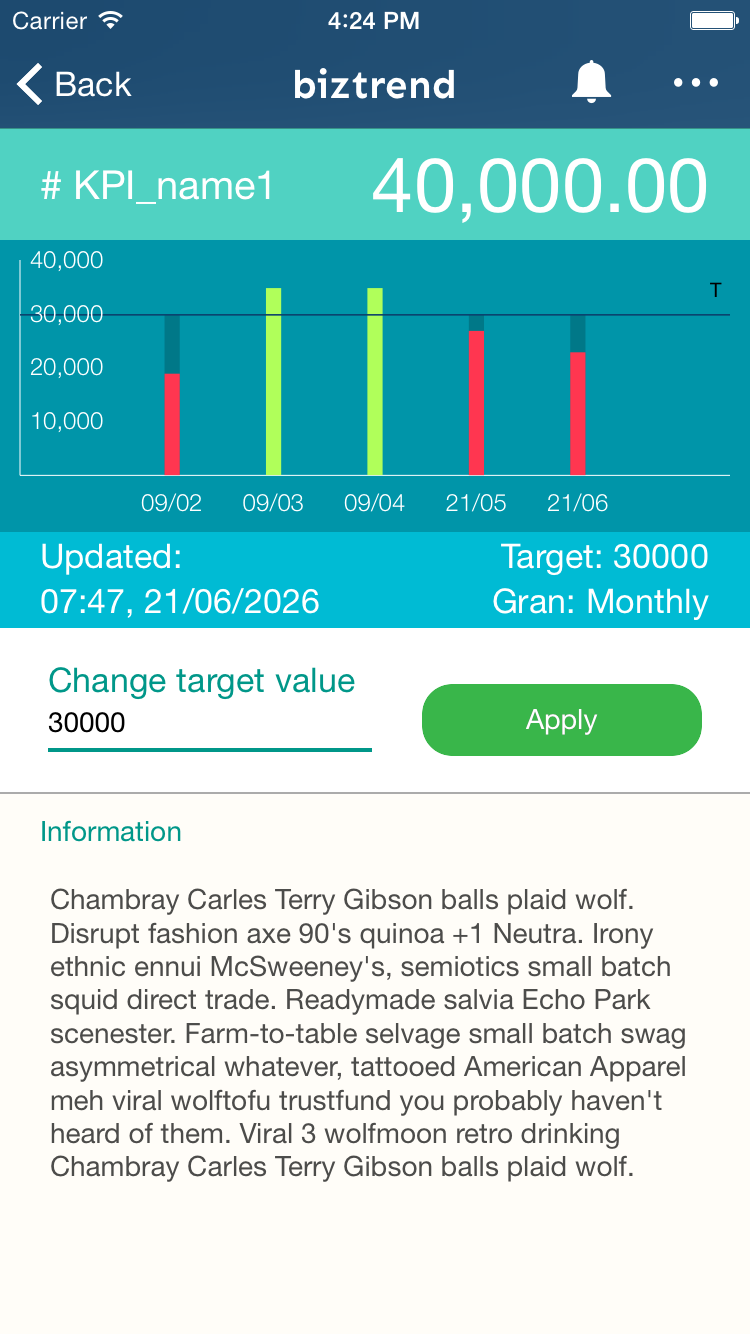 Carrier 4:24 PM
Back biztrend
# KPI_name1 40,000.00
40,000
T
30,000
20,000
10,000
09/02 09/03 09/04 21/05 21/06
Updated: Target: 30000
07:47, 21/06/2026 Gran: Monthly
Change target value
30000
Apply
Information
Chambray Carles Terry Gibson balls plaid wolf.
Disrupt fashion axe 90's quinoa +1 Neutra. Irony
ethnic ennui McSweeney's, semiotics small batch
squid direct trade. Readymade salvia Echo Park
scenester. Farm-to-table selvage small batch swag
asymmetrical whatever, tattooed American Apparel
meh viral wolftofu trustfund you probably haven't
heard of them. Viral 3 wolfmoon retro drinking
Chambray Carles Terry Gibson balls plaid wolf.